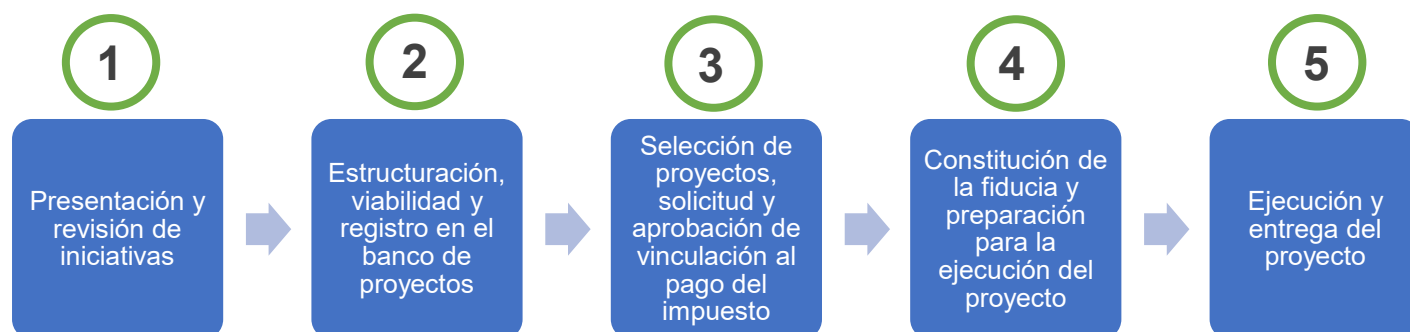 1
Presentación y
revisión de
iniciativas
2
Estructuración,
viabilidad y
registro en el
banco de
proyectos
3
Selección de
proyectos,
solicitud y
aprobación de
vinculación al
pago del
impuesto
4
Constitución de
la fiducia y
preparación
para la
ejecución del
proyecto
5
Ejecución y
entrega del
proyecto